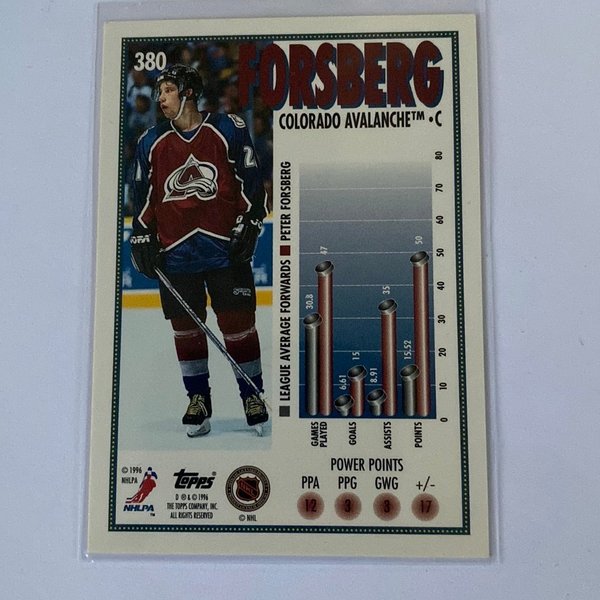 380
FORSBERG
COLORADO AVALANCHE™ • C
LEAGUE AVERAGE FORWARDS PETER FORSBERG
0 10 20 30 40 50 60 70 80
30.8 47
6.61 15
8.91 35
15.52 50
GAMES PLAYED
GOALS
ASSISTS
POINTS
POWER POINTS
PPA PPG GWG +/-
12 3 3 17
© 1996
NHLPA
NHLPA™
topps
D ® & © 1996
THE TOPPS COMPANY, INC.
ALL RIGHTS RESERVED
© NHL